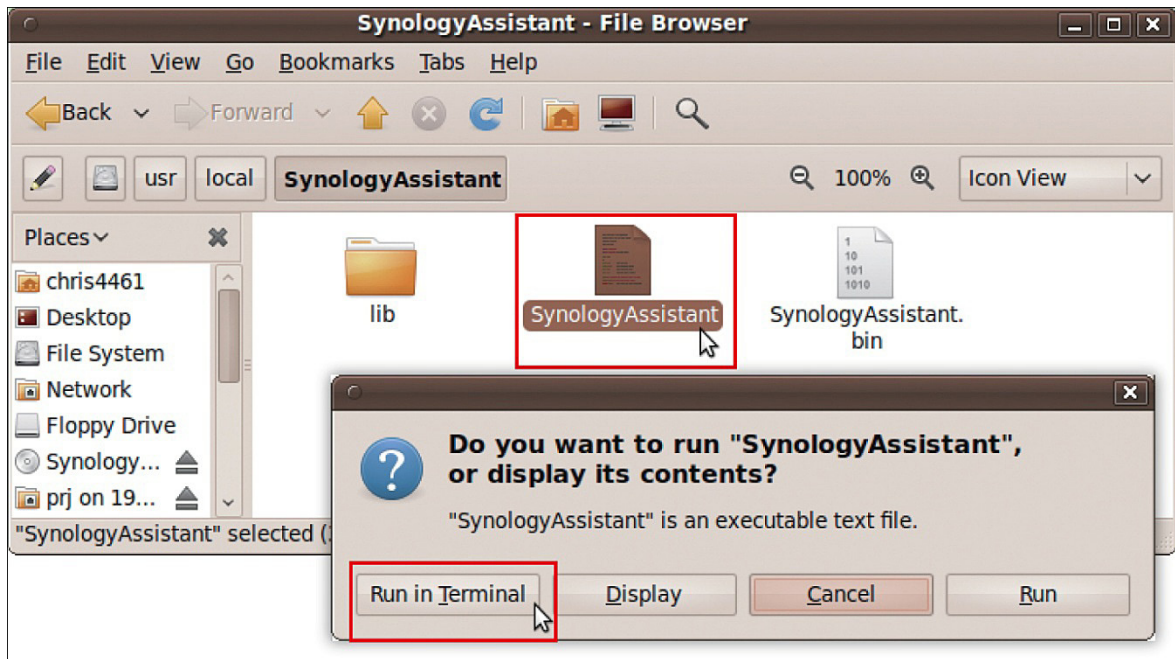 SynologyAssistant - File Browser
File Edit View Go Bookmarks Tabs Help
Back Forward
usr local SynologyAssistant 100% Icon View
Places
chris4461
Desktop
File System
Network
Floppy Drive
Synology...
prj on 19...
lib
SynologyAssistant
1
10
101
1010
SynologyAssistant.
bin
"SynologyAssistant" selected (
Do you want to run "SynologyAssistant",
or display its contents?
"SynologyAssistant" is an executable text file.
Run in Terminal Display Cancel Run